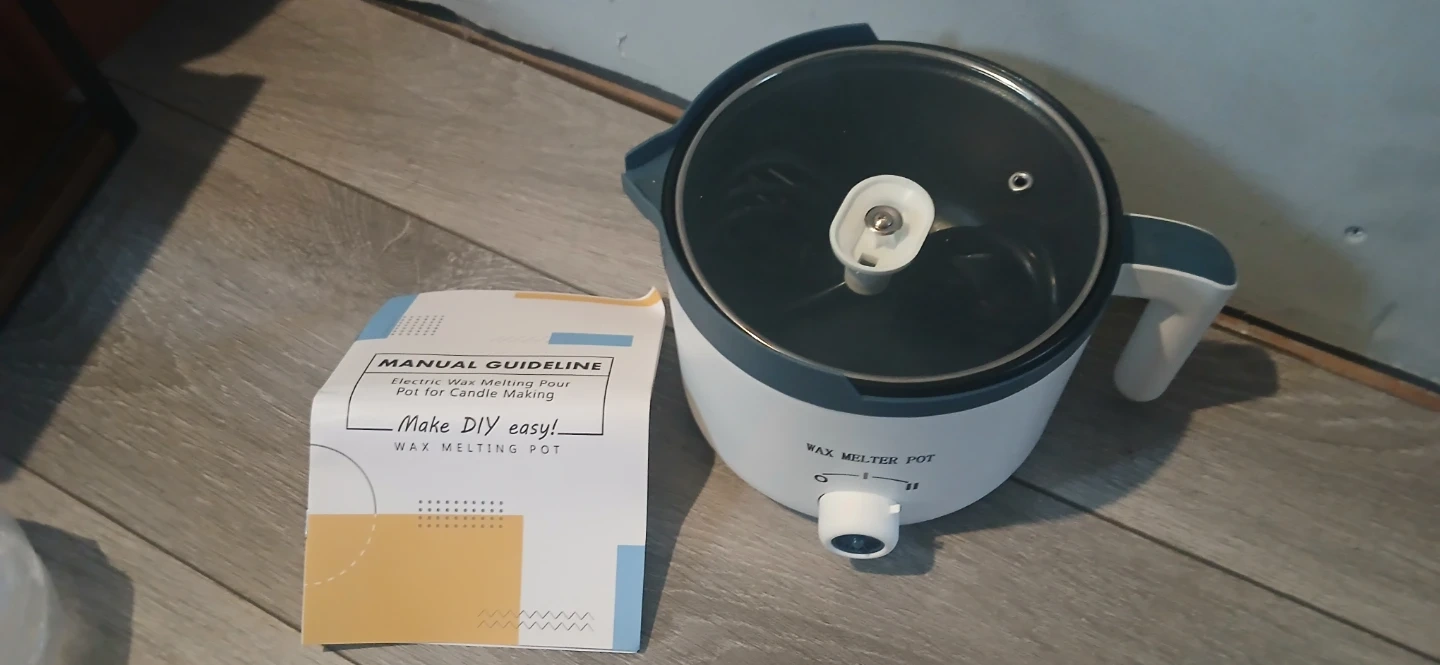 MANUAL GUIDELINE
Electric Wax Melting Pour
Pot for Candle Making
Make DIY easy!
WAX MELTING POT
WAX MELTER POT
O I II